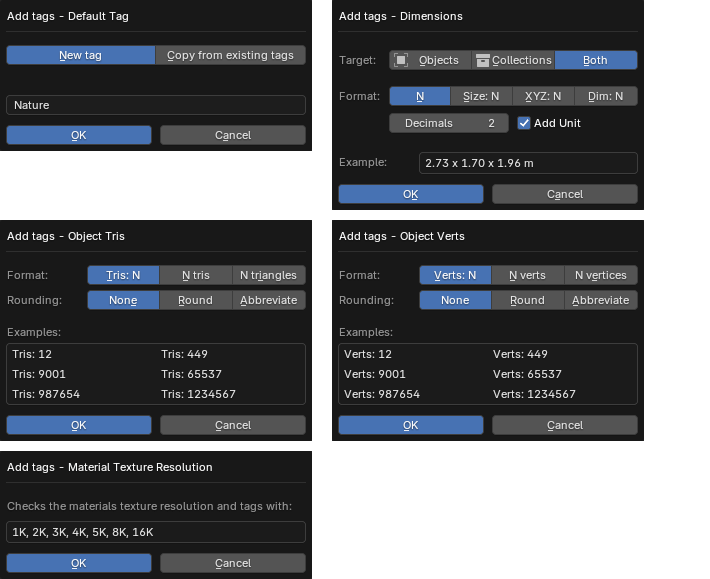 Add tags - Default Tag
New tag
Copy from existing tags
Nature
OK
Cancel
Add tags - Dimensions
Target:
Objects
Collections
Both
Format:
N
Size: N
XYZ: N
Dim: N
Decimals 2
Add Unit
Example:
2.73 x 1.70 x 1.96 m
OK
Cancel
Add tags - Object Tris
Format:
Tris: N
N tris
N triangles
Rounding:
None
Round
Abbreviate
Examples:
Tris: 12
Tris: 449
Tris: 9001
Tris: 65537
Tris: 987654
Tris: 1234567
OK
Cancel
Add tags - Object Verts
Format:
Verts: N
N verts
N vertices
Rounding:
None
Round
Abbreviate
Examples:
Verts: 12
Verts: 449
Verts: 9001
Verts: 65537
Verts: 987654
Verts: 1234567
OK
Cancel
Add tags - Material Texture Resolution
Checks the materials texture resolution and tags with:
1K, 2K, 3K, 4K, 5K, 8K, 16K
OK
Cancel